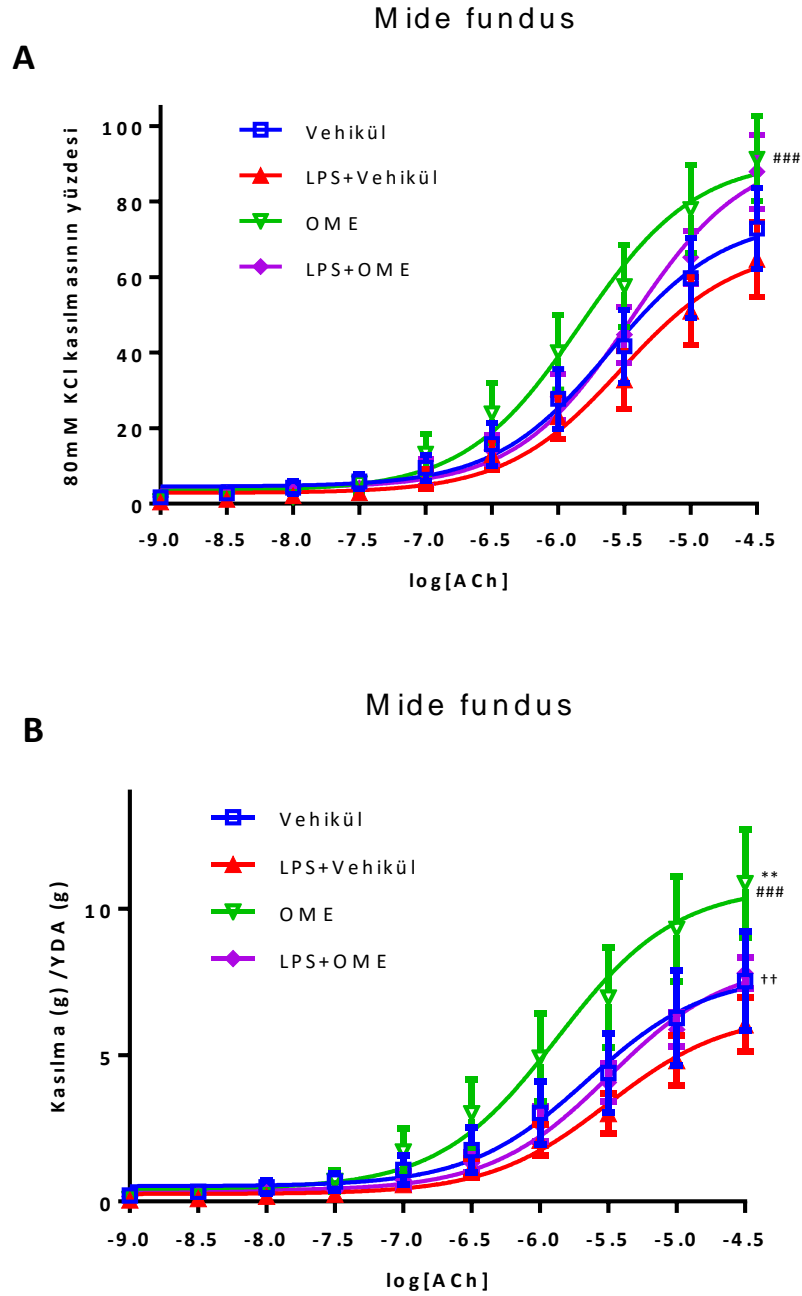 Mide fundus
A
80mM KCl kasılmasının yüzdesi
100
80
60
40
20
0
Vehikül
LPS+Vehikül
OME
LPS+OME
###
-9.0 -8.5 -8.0 -7.5 -7.0 -6.5 -6.0 -5.5 -5.0 -4.5
log[ACh]
Mide fundus
B
Kasılma (g) /YDA (g)
10
5
0
Vehikül
LPS+Vehikül
OME
LPS+OME
**
###
††
-9.0 -8.5 -8.0 -7.5 -7.0 -6.5 -6.0 -5.5 -5.0 -4.5
log[ACh]